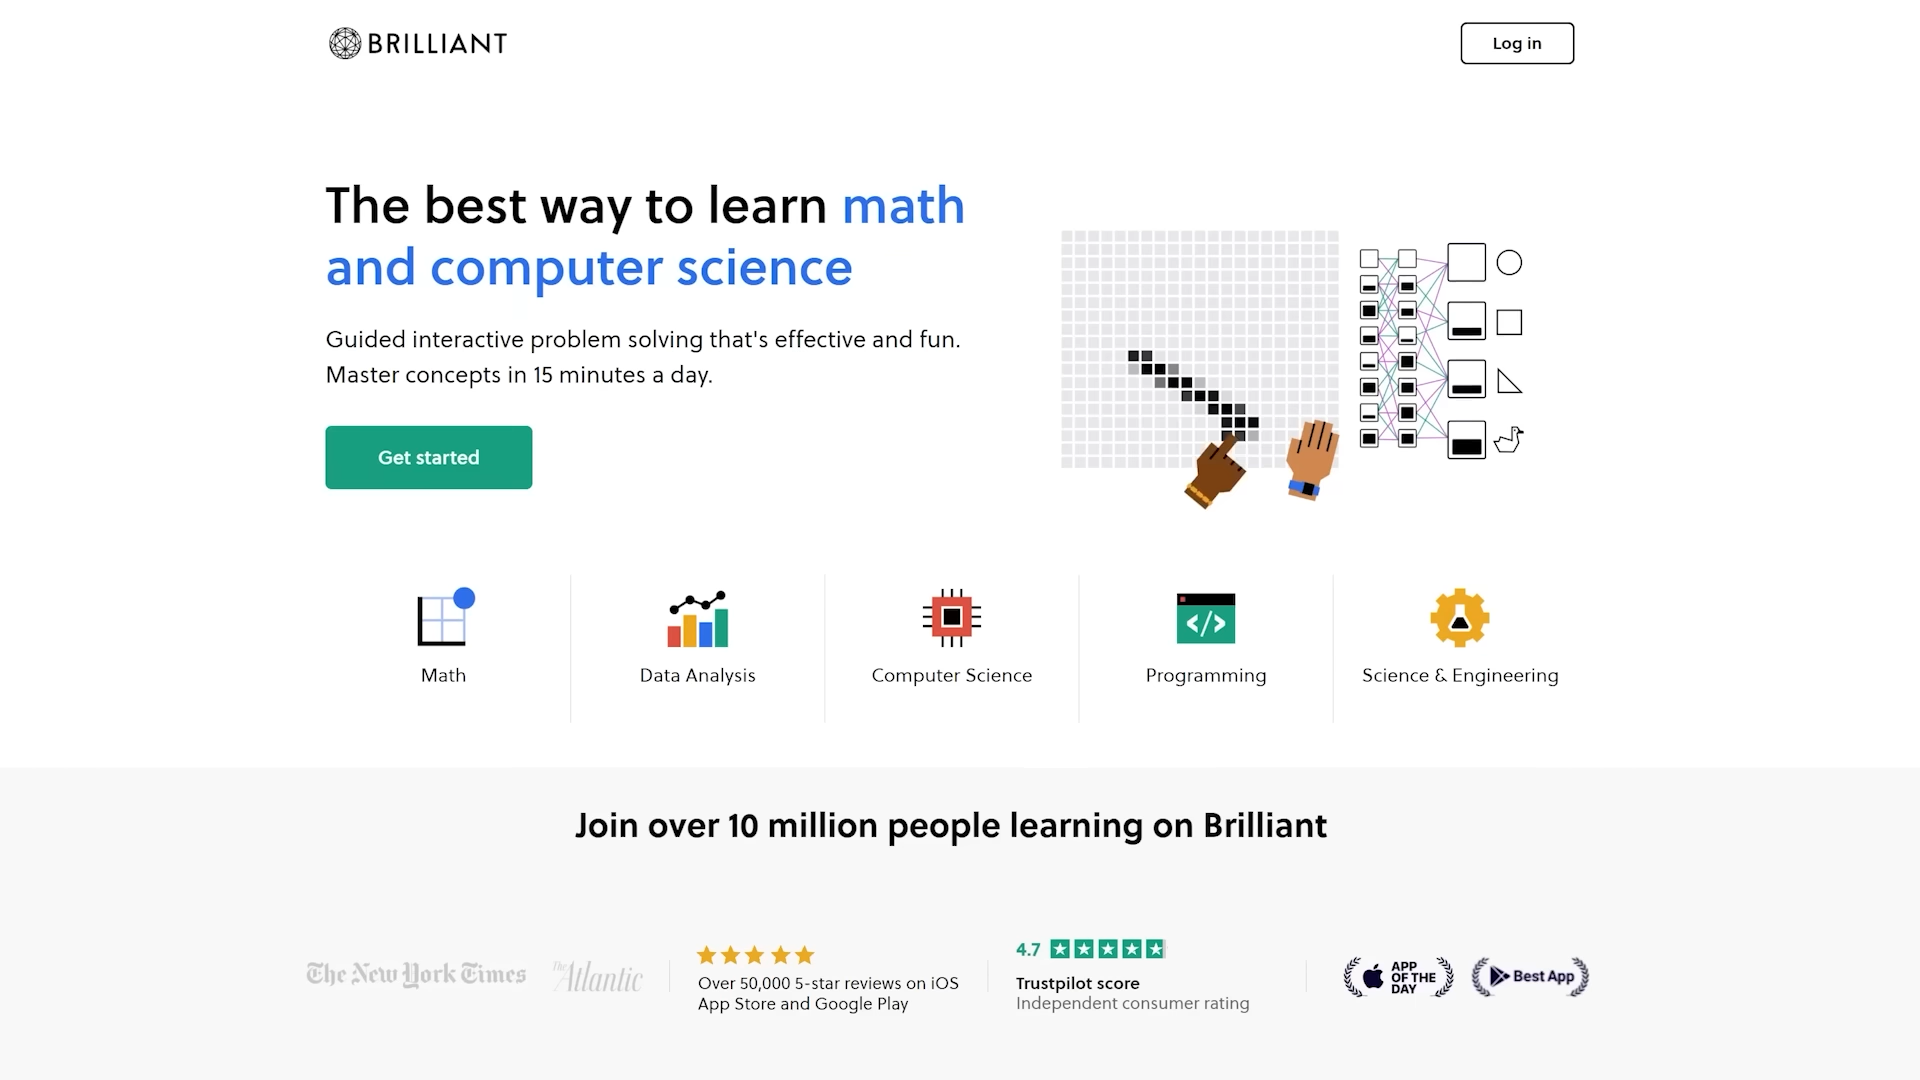 BRILLIANT
Log in
The best way to learn math
and computer science
Guided interactive problem solving that's effective and fun.
Master concepts in 15 minutes a day.
Get started
</>
Math
Data Analysis
Computer Science
Programming
Science & Engineering
Join over 10 million people learning on Brilliant
The New York Times
The Atlantic
Over 50,000 5-star reviews on iOS
App Store and Google Play
4.7
Trustpilot score
Independent consumer rating
APP
OF THE
DAY
Best App